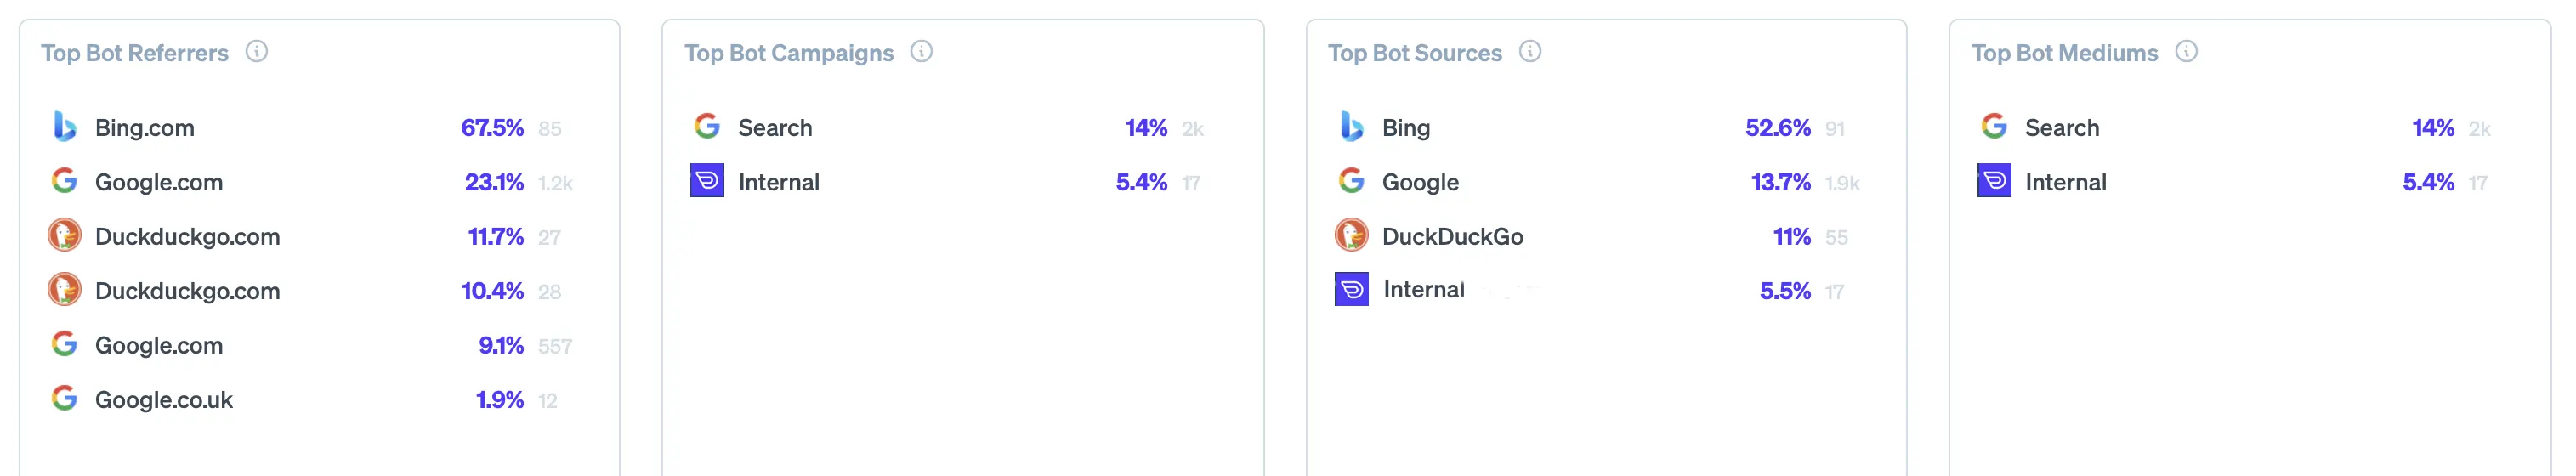 Top Bot Referrers
Bing.com 67.5% 85
Google.com 23.1% 1.2k
Duckduckgo.com 11.7% 27
Duckduckgo.com 10.4% 28
Google.com 9.1% 557
Google.co.uk 1.9% 12
Top Bot Campaigns
Search 14% 2k
Internal 5.4% 17
Top Bot Sources
Bing 52.6% 91
Google 13.7% 1.9k
DuckDuckGo 11% 55
Internal 5.5% 17
Top Bot Mediums
Search 14% 2k
Internal 5.4% 17